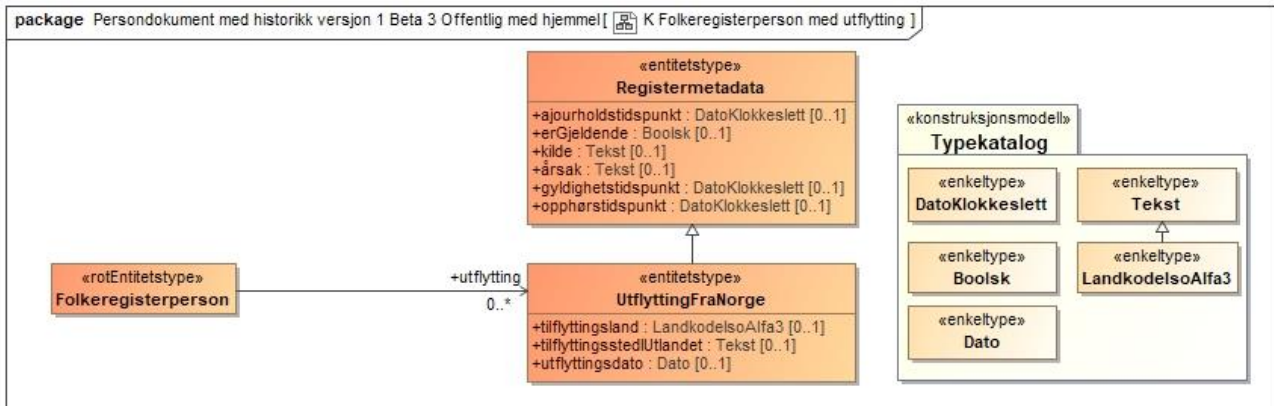 package Persondokument med historikk versjon 1 Beta 3 Offentlig med hjemmel[ K Folkeregisterperson med utflytting ]
«entitetstype»
Registermetadata
+ajourholdstidspunkt : DatoKlokkeslett [0..1]
+erGjeldende : Boolsk [0..1]
+kilde : Tekst [0..1]
+årsak : Tekst [0..1]
+gyldighetstidspunkt : DatoKlokkeslett [0..1]
+opphørstidspunkt : DatoKlokkeslett [0..1]
«rotEntitetstype»
Folkeregisterperson
+utflytting
0..*
«entitetstype»
UtflyttingFraNorge
+tilflyttingsland : LandkodeIsoAlfa3 [0..1]
+tilflyttingsstedIUtlandet : Tekst [0..1]
+utflyttingsdato : Dato [0..1]
«konstruksjonsmodell»
Typekatalog
«enkeltype»
DatoKlokkeslett
«enkeltype»
Tekst
«enkeltype»
Boolsk
«enkeltype»
LandkodeIsoAlfa3
«enkeltype»
Dato